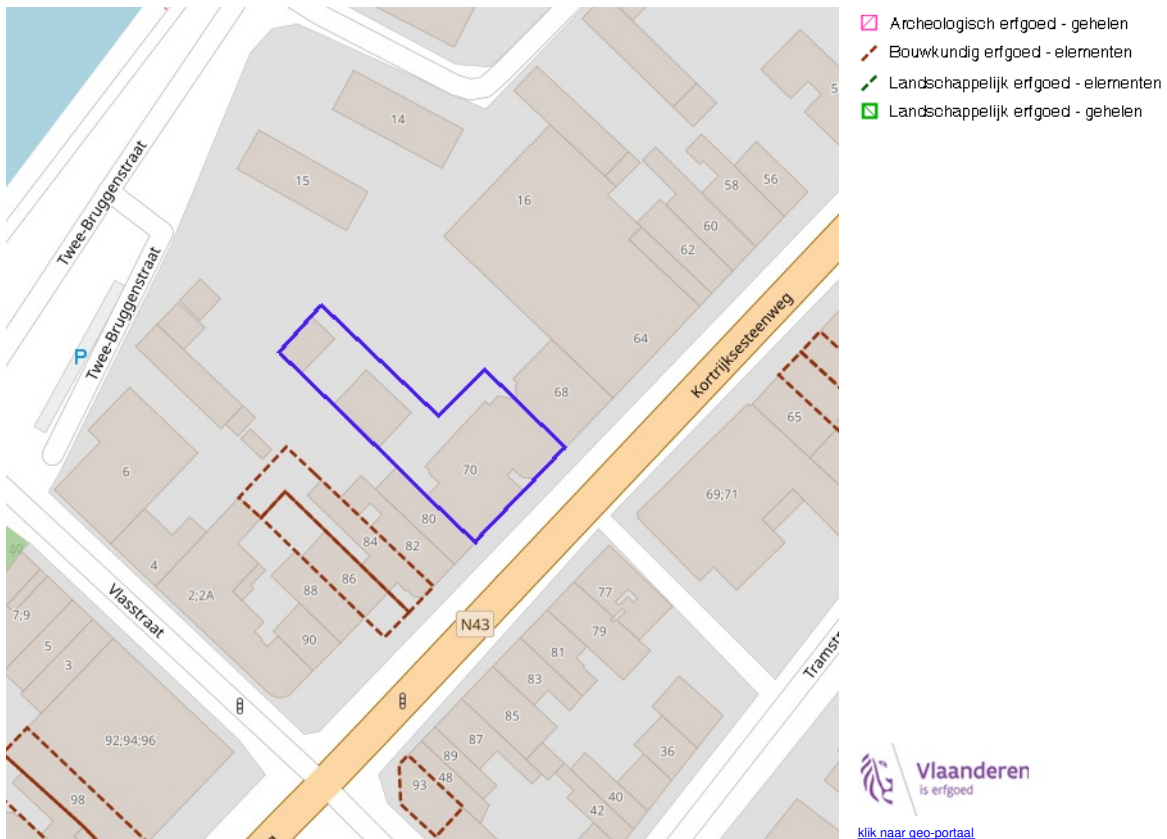 Archeologisch erfgoed - gehelen
Bouwkundig erfgoed - elementen
Landschappelijk erfgoed - elementen
Landschappelijk erfgoed - gehelen
14
15
16
5
56
58
60
62
64
Twee-Bruggenstraat
Twee-Bruggenstraat
P
Kortrijksesteenweg
68
65
70
69;71
6
80
82
84
86
88
90
4
2;2A
Vlasstraat
N43
77
79
81
83
85
87
89
48
93
36
40
42
Tramstr
7;9
5
3
92;94;96
98
Vlaanderen
is erfgoed
klik naar geo-portaal